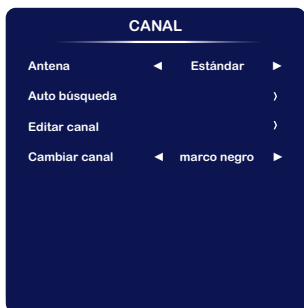 CANAL
Antena ◄ Estándar ►
Auto búsqueda 〉
Editar canal 〉
Cambiar canal ◄ marco negro ►